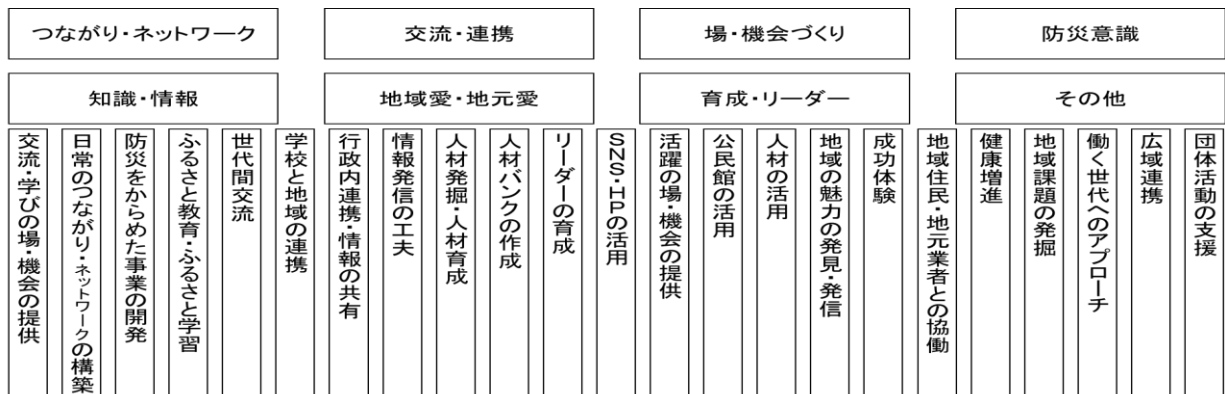 つながり・ネットワーク
交流・連携
場・機会づくり
防災意識
知識・情報
地域愛・地元愛
育成・リーダー
その他
交流・学びの場・機会の提供
日常のつながり・ネットワークの構築
防災をからめた事業の開発
ふるさと教育・ふるさと学習
世代間交流
学校と地域の連携
行政内連携・情報の共有
情報発信の工夫
人材発掘・人材育成
人材バンクの作成
リーダーの育成
SNS・HPの活用
活躍の場・機会の提供
公民館の活用
人材の活用
地域の魅力の発見・発信
成功体験
地域住民・地元業者との協働
健康増進
地域課題の発掘
働く世代へのアプローチ
広域連携
団体活動の支援